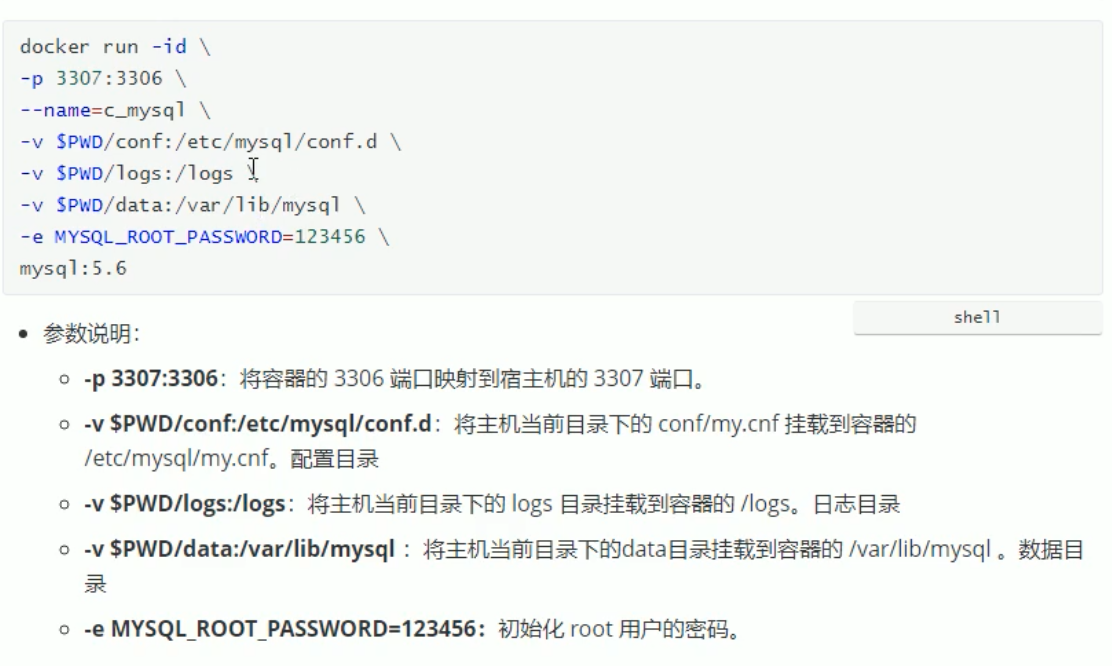 docker run -id \
-p 3307:3306 \
--name=c_mysql \
-v $PWD/conf:/etc/mysql/conf.d \
-v $PWD/logs:/logs \
-v $PWD/data:/var/lib/mysql \
-e MYSQL_ROOT_PASSWORD=123456 \
mysql:5.6
shell
参数说明：
-p 3307:3306：将容器的 3306 端口映射到宿主机的 3307 端口。
-v $PWD/conf:/etc/mysql/conf.d：将主机当前目录下的 conf/my.cnf 挂载到容器的
/etc/mysql/my.cnf。配置目录
-v $PWD/logs:/logs：将主机当前目录下的 logs 目录挂载到容器的 /logs。日志目录
-v $PWD/data:/var/lib/mysql ：将主机当前目录下的data目录挂载到容器的 /var/lib/mysql 。数据目
录
-e MYSQL_ROOT_PASSWORD=123456：初始化 root 用户的密码。